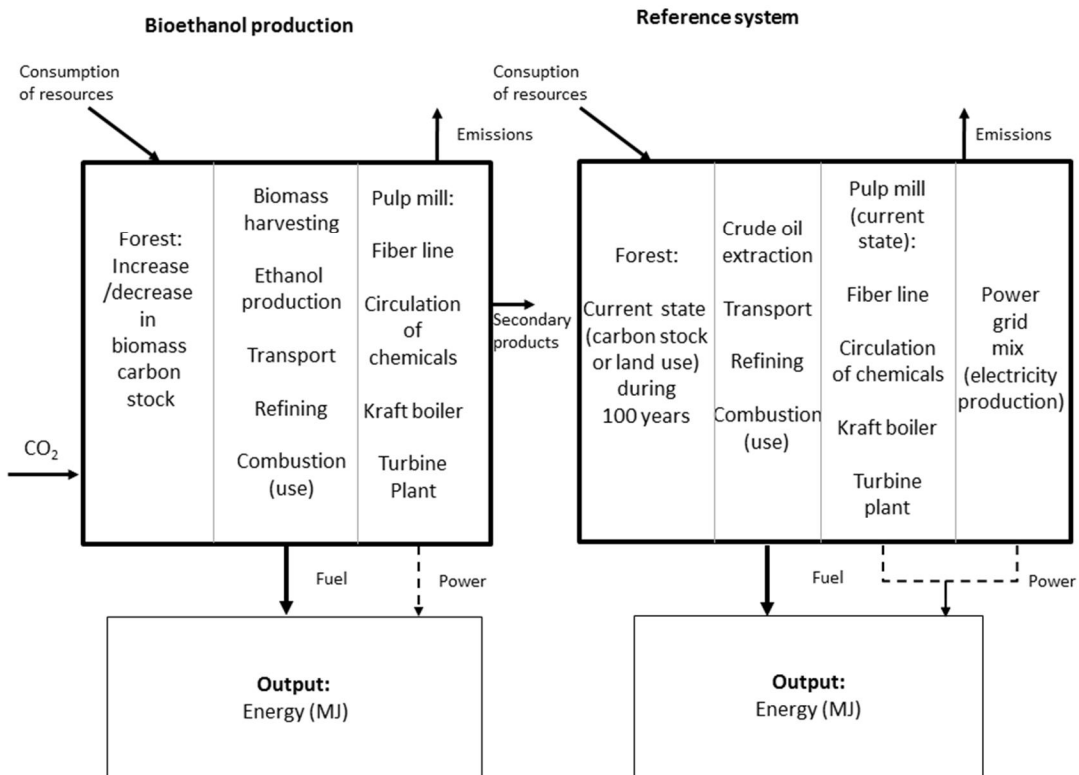 Bioethanol production
Consumption
of resources
Emissions
Forest:
Increase
/decrease
in
biomass
carbon
stock
Biomass
harvesting
Ethanol
production
Transport
Refining
Combustion
(use)
Pulp mill:
Fiber line
Circulation
of
chemicals
Kraft boiler
Turbine
Plant
Secondary
products
CO₂
Fuel
Power
Output:
Energy (MJ)
Reference system
Consuption
of resources
Emissions
Forest:
Current state
(carbon stock
or land use)
during
100 years
Crude oil
extraction
Transport
Refining
Combustion
(use)
Pulp mill
(current
state):
Fiber line
Circulation
of chemicals
Kraft boiler
Turbine
plant
Power
grid
mix
(electricity
production)
Fuel
Power
Output:
Energy (MJ)